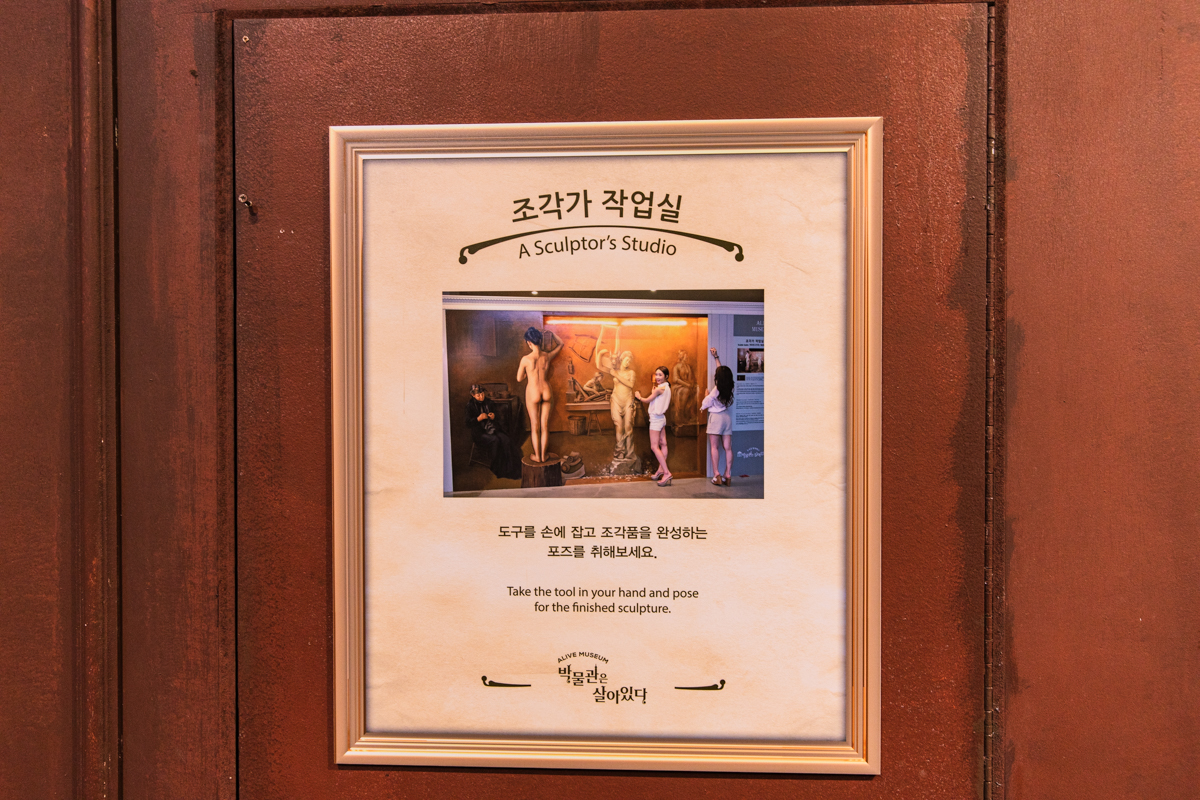 조각가 작업실
A Sculptor's Studio
도구를 손에 잡고 조각품을 완성하는
포즈를 취해보세요.
Take the tool in your hand and pose
for the finished sculpture.
ALIVE MUSEUM
박물관은
살아있다